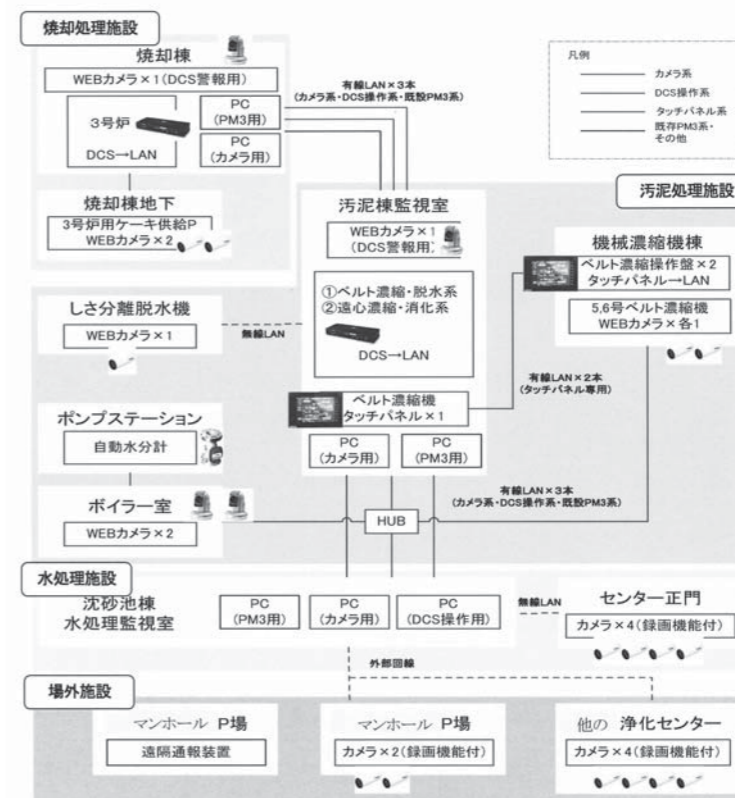 焼却処理施設
焼却棟
WEBカメラ×1(DCS警報用)
3号炉
DCS→LAN
PC
(PM3用)
PC
(カメラ用)
焼却棟地下
3号炉用ケーキ供給P
WEBカメラ×2
有線LAN×3本
(カメラ系・DCS操作系・既設PM3系)
凡例
カメラ系
DCS操作系
タッチパネル系
既存PM3系・
その他
汚泥処理施設
汚泥棟監視室
WEBカメラ×1
(DCS警報用)
①ベルト濃縮・脱水系
②遠心濃縮・消化系
DCS→LAN
ベルト濃縮機
タッチパネル×1
PC
(カメラ用)
PC
(PM3用)
機械濃縮機棟
ベルト濃縮操作盤×2
タッチパネル→LAN
5,6号ベルト濃縮機
WEBカメラ×各1
しさ分離脱水機
WEBカメラ×1
無線LAN
有線LAN×2本
(タッチパネル専用)
ポンプステーション
自動水分計
ボイラー室
WEBカメラ×2
有線LAN×3本
(カメラ系・DCS操作系・既設PM3系)
HUB
水処理施設
沈砂池棟
水処理監視室
PC
(PM3用)
PC
(カメラ用)
PC
(DCS操作用)
無線LAN
センター正門
カメラ×4(録画機能付)
外部回線
場外施設
マンホール P場
遠隔通報装置
マンホール P場
カメラ×2(録画機能付)
他の 浄化センター
カメラ×4(録画機能付)